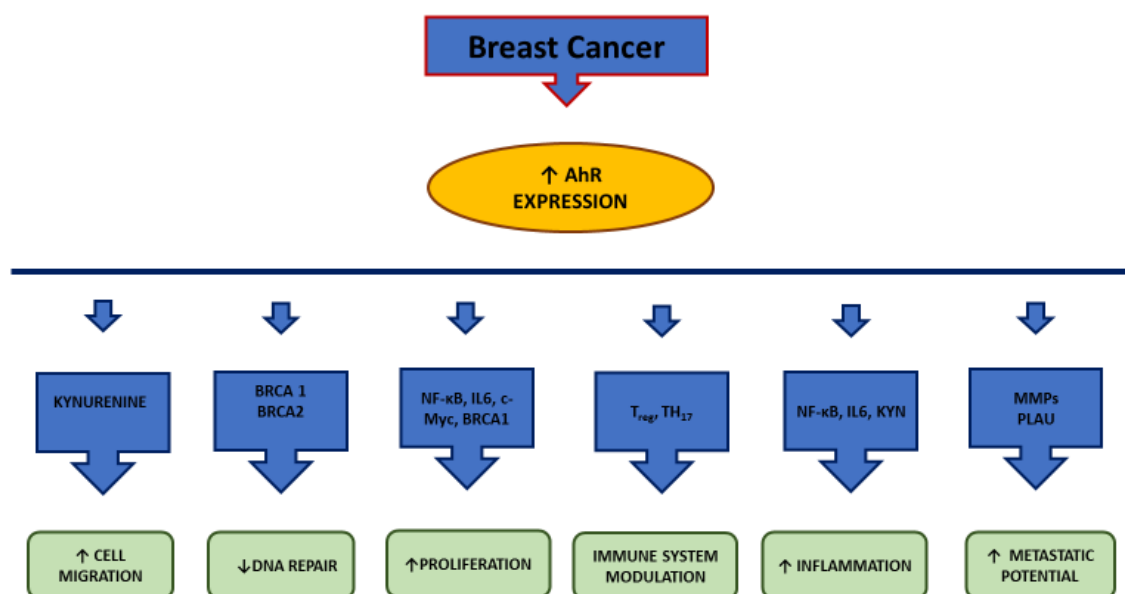 Breast Cancer
↑ AhR
EXPRESSION
KYNURENINE
BRCA 1
BRCA2
NF-κB, IL6, c-
Myc, BRCA1
Treg, TH17
NF-κB, IL6, KYN
MMPs
PLAU
↑ CELL
MIGRATION
↓DNA REPAIR
↑PROLIFERATION
IMMUNE SYSTEM
MODULATION
↑ INFLAMMATION
↑ METASTATIC
POTENTIAL